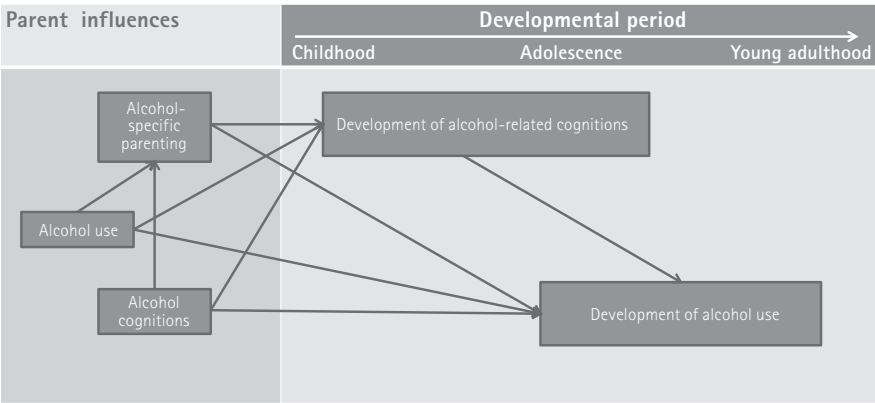 Parent influences
Developmental period
Childhood
Adolescence
Young adulthood
Alcohol-
specific
parenting
Development of alcohol-related cognitions
Alcohol use
Alcohol
cognitions
Development of alcohol use